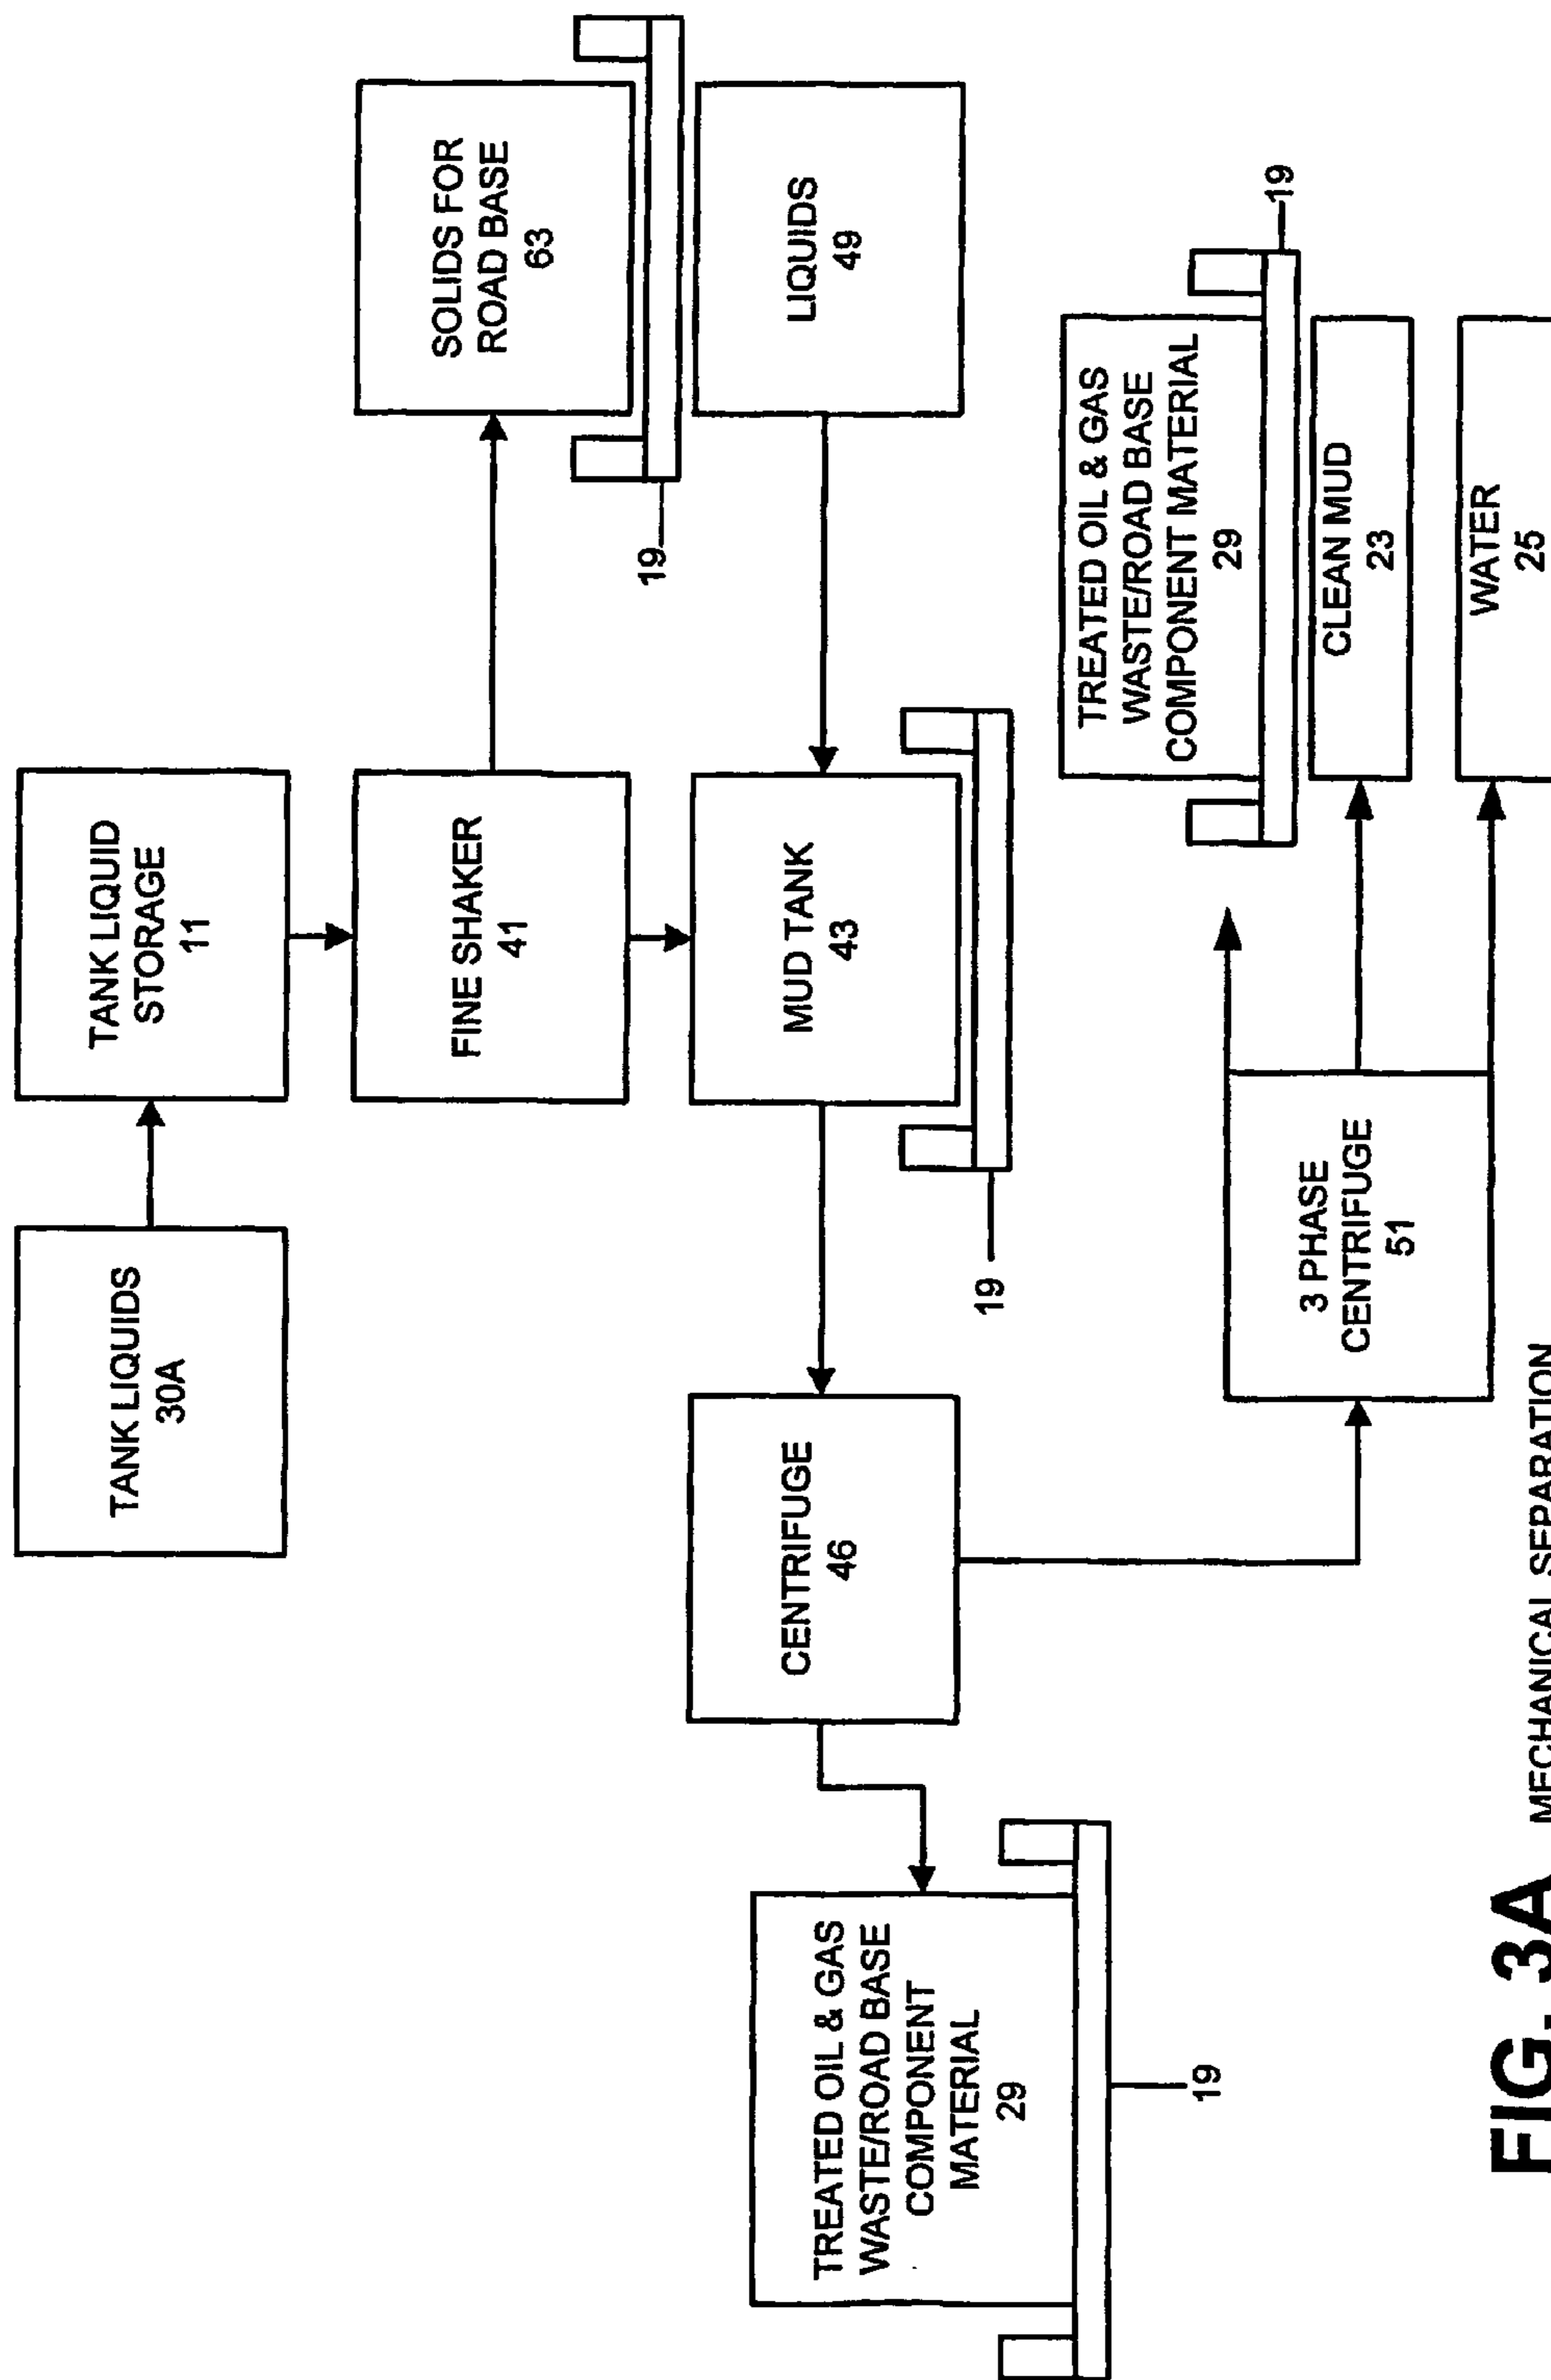 TANK LIQUIDS
30A
TANK LIQUID
STORAGE
11
FINE SHAKER
41
SOLIDS FOR
ROAD BASE
63
19
CENTRIFUGE
46
MUD TANK
43
LIQUIDS
49
19
TREATED OIL & GAS
WASTE/ROAD BASE
COMPONENT
MATERIAL
29
19
3 PHASE
CENTRIFUGE
51
TREATED OIL & GAS
WASTE/ROAD BASE
COMPONENT MATERIAL
29
19
CLEAN MUD
23
WATER
25
FIG. 3A MECHANICAL SEPARATION